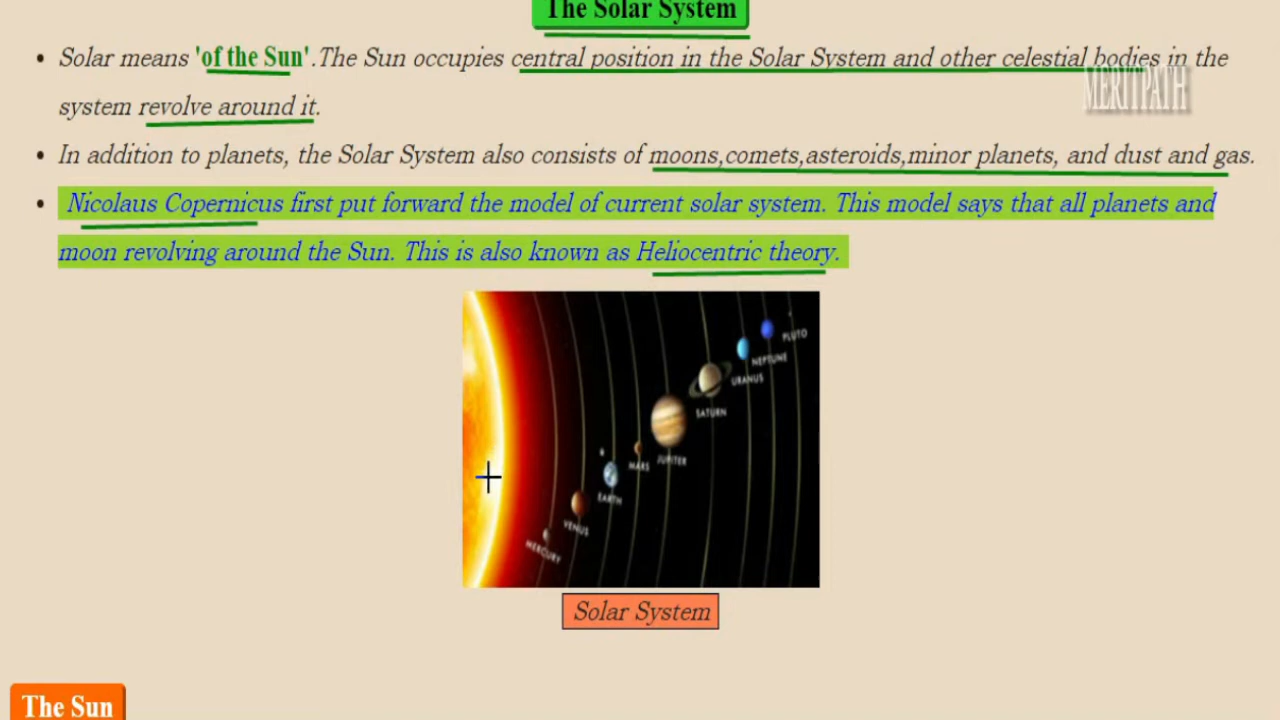 The Solar System
• Solar means 'of the Sun'.The Sun occupies central position in the Solar System and other celestial bodies in the
MERITPATH
system revolve around it.
• In addition to planets, the Solar System also consists of moons,comets,asteroids,minor planets, and dust and gas.
• Nicolaus Copernicus first put forward the model of current solar system. This model says that all planets and
moon revolving around the Sun. This is also known as Heliocentric theory.
PLUTO
NEPTUNE
URANUS
SATURN
JUPITER
MARS
EARTH
VENUS
MERCURY
Solar System
The Sun